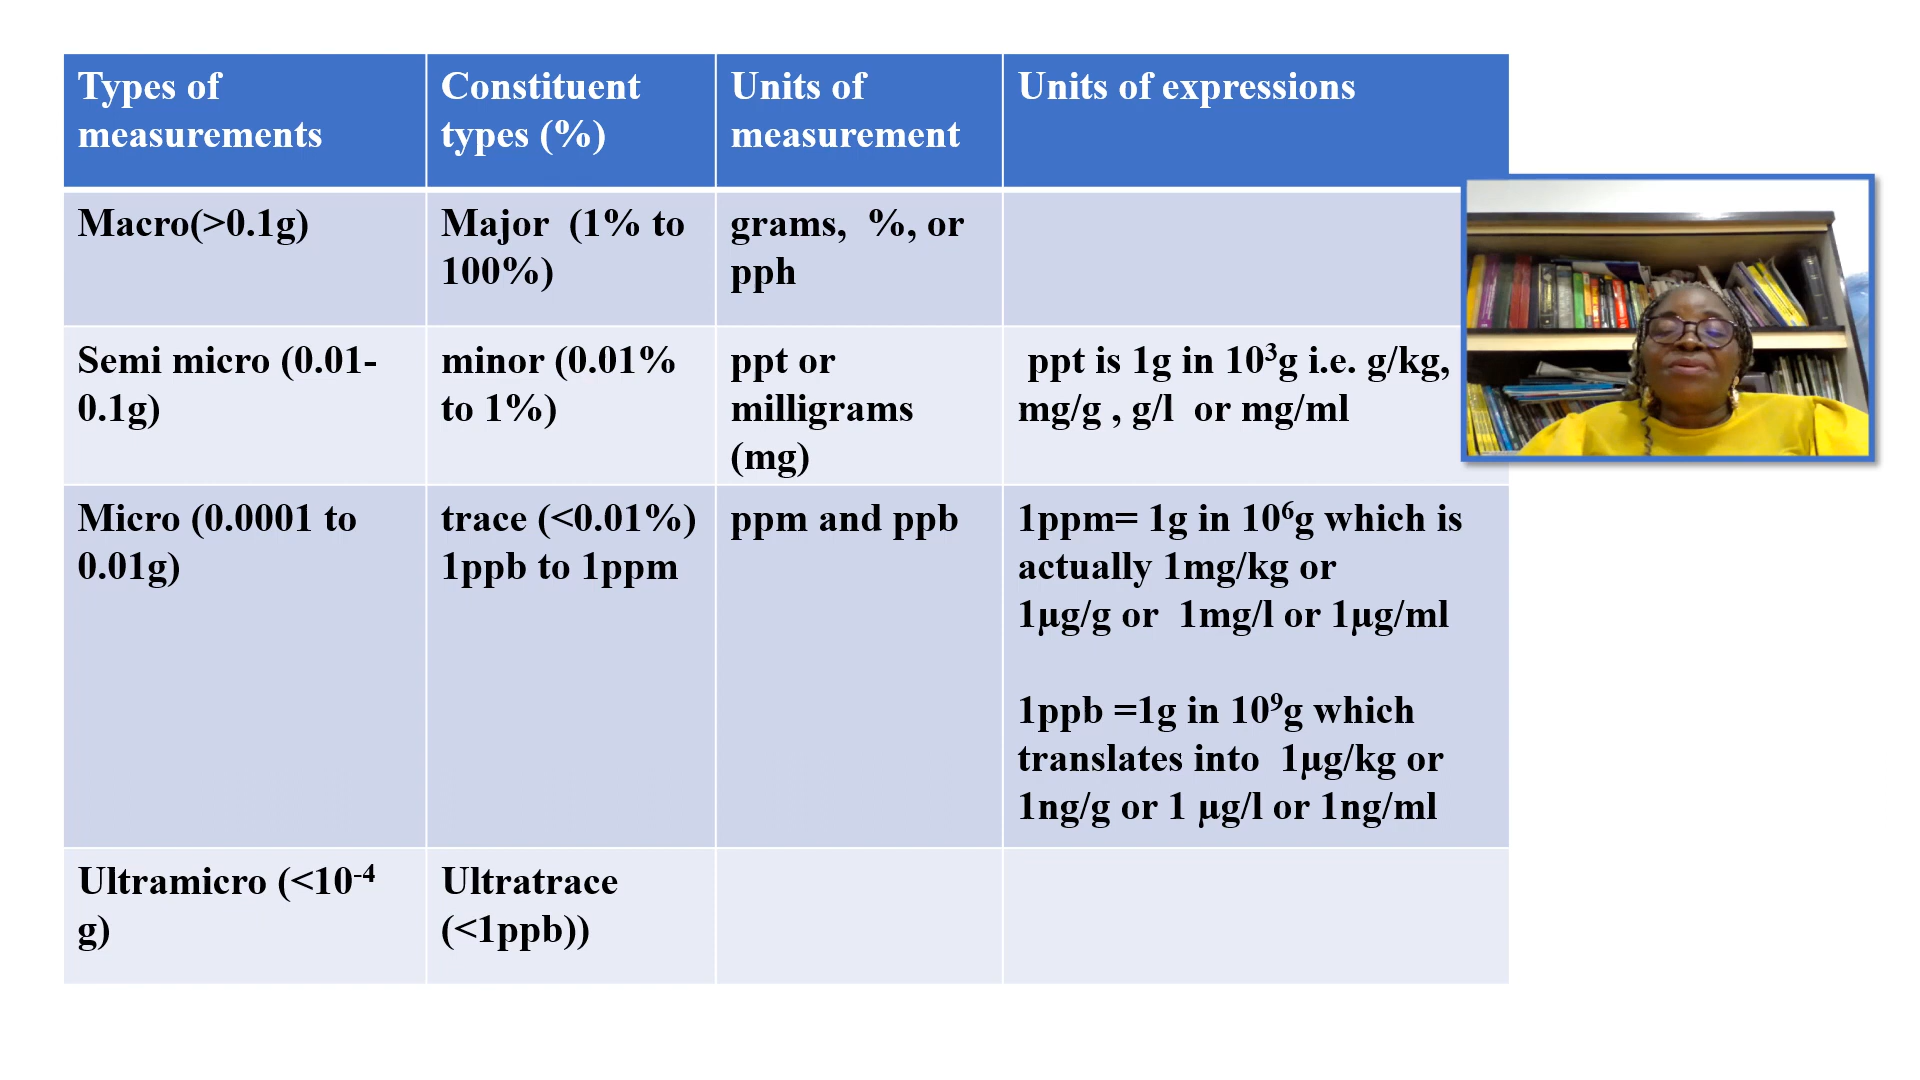 Types of
measurements
Constituent
types (%)
Units of
measurement
Units of expressions
Macro(>0.1g)
Major  (1% to
100%)
grams,  %, or
pph
Semi micro (0.01-
0.1g)
minor (0.01%
to 1%)
ppt or
milligrams
(mg)
ppt is 1g in 10³g i.e. g/kg,
mg/g , g/l  or mg/ml
Micro (0.0001 to
0.01g)
trace (<0.01%)
1ppb to 1ppm
ppm and ppb
1ppm= 1g in 10⁶g which is
actually 1mg/kg or
1µg/g or  1mg/l or 1µg/ml
1ppb =1g in 10⁹g which
translates into  1µg/kg or
1ng/g or 1 µg/l or 1ng/ml
Ultramicro (<10⁻⁴
g)
Ultratrace
(<1ppb))